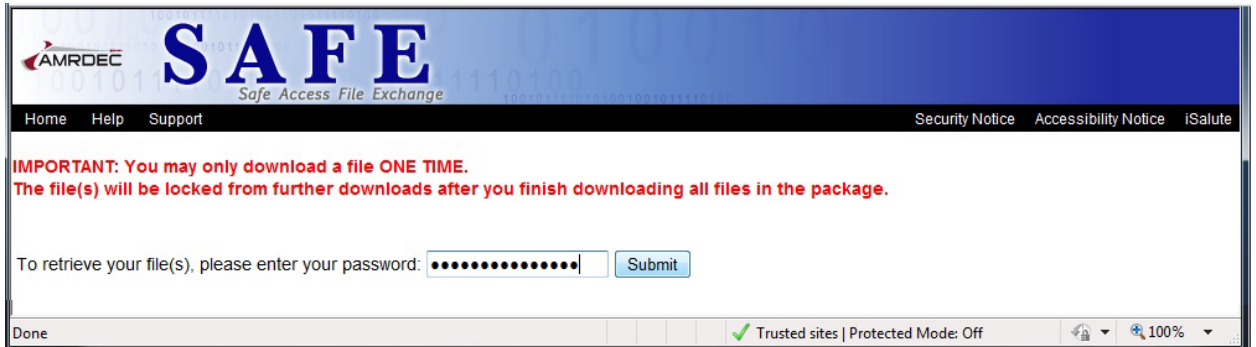 AMRDEC
SAFE
Safe Access File Exchange
Home Help Support Security Notice Accessibility Notice iSalute
IMPORTANT: You may only download a file ONE TIME.
The file(s) will be locked from further downloads after you finish downloading all files in the package.
To retrieve your file(s), please enter your password: ●●●●●●●●●●●●●●● Submit
Done Trusted sites | Protected Mode: Off 100%